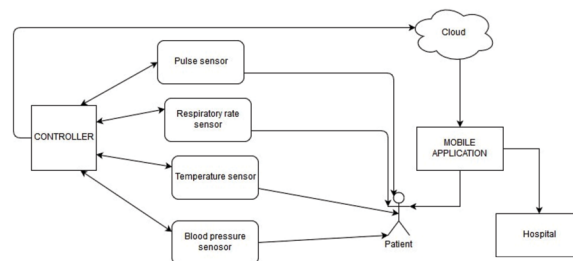 Cloud
Pulse sensor
Respiratory rate
sensor
CONTROLLER
MOBILE
APPLICATION
Temperature sensor
Blood pressure
senosor
Patient
Hospital